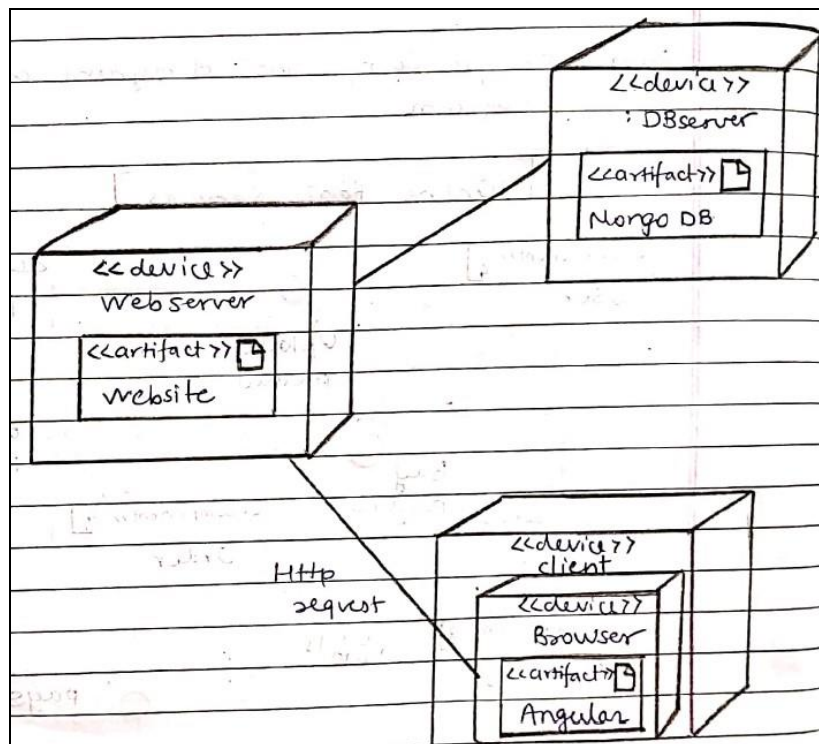 <<device>>
: DBserver
<<artifact>>
Mongo DB
<<device>>
Webserver
<<artifact>>
Website
Http
request
<<device>>
client
<<device>>
Browser
<<artifact>>
Angular